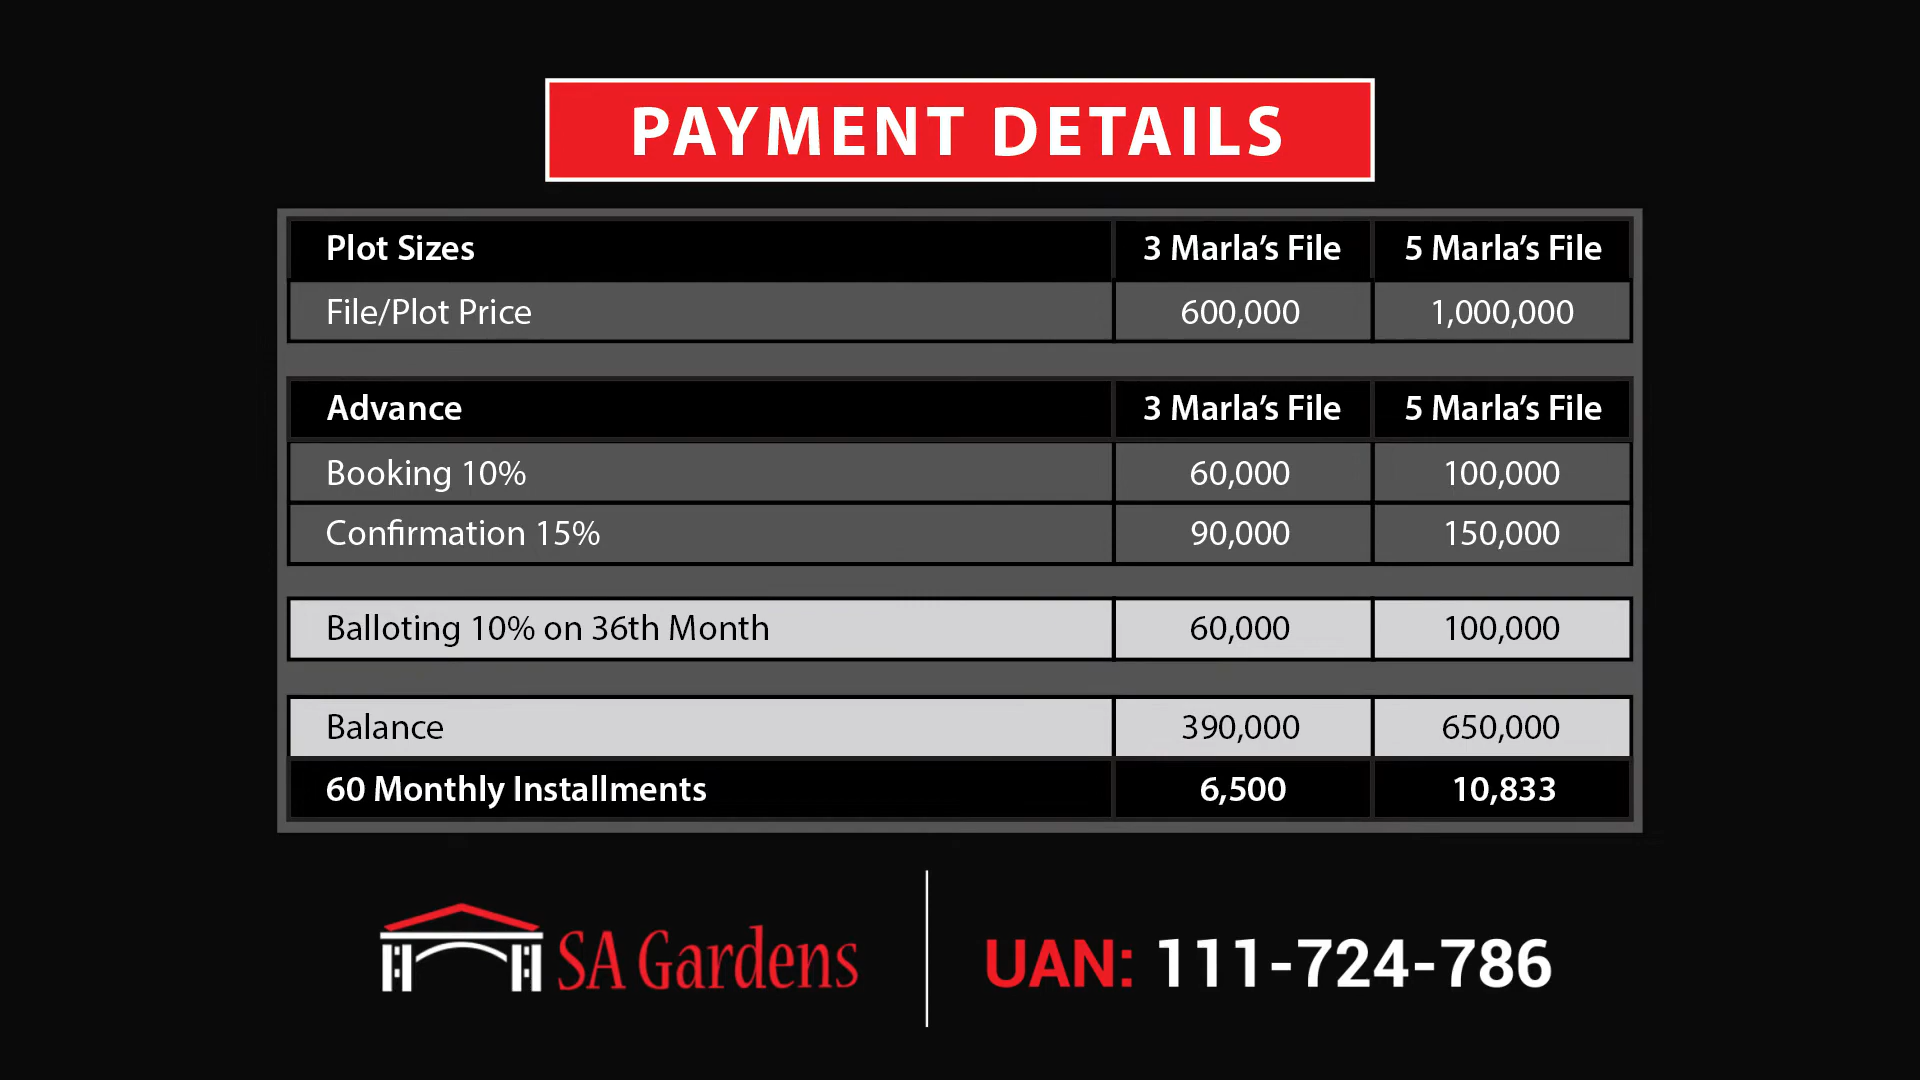 PAYMENT DETAILS
Plot Sizes 3 Marla’s File 5 Marla’s File
File/Plot Price 600,000 1,000,000
Advance 3 Marla’s File 5 Marla’s File
Booking 10% 60,000 100,000
Confirmation 15% 90,000 150,000
Balloting 10% on 36th Month 60,000 100,000
Balance 390,000 650,000
60 Monthly Installments 6,500 10,833
SA Gardens
UAN: 111-724-786